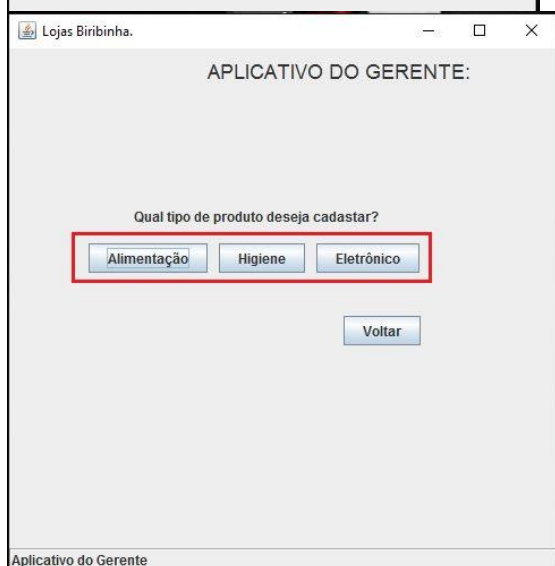 Lojas Biribinha.
APLICATIVO DO GERENTE:
Qual tipo de produto deseja cadastar?
Alimentação Higiene Eletrônico
Voltar
Aplicativo do Gerente